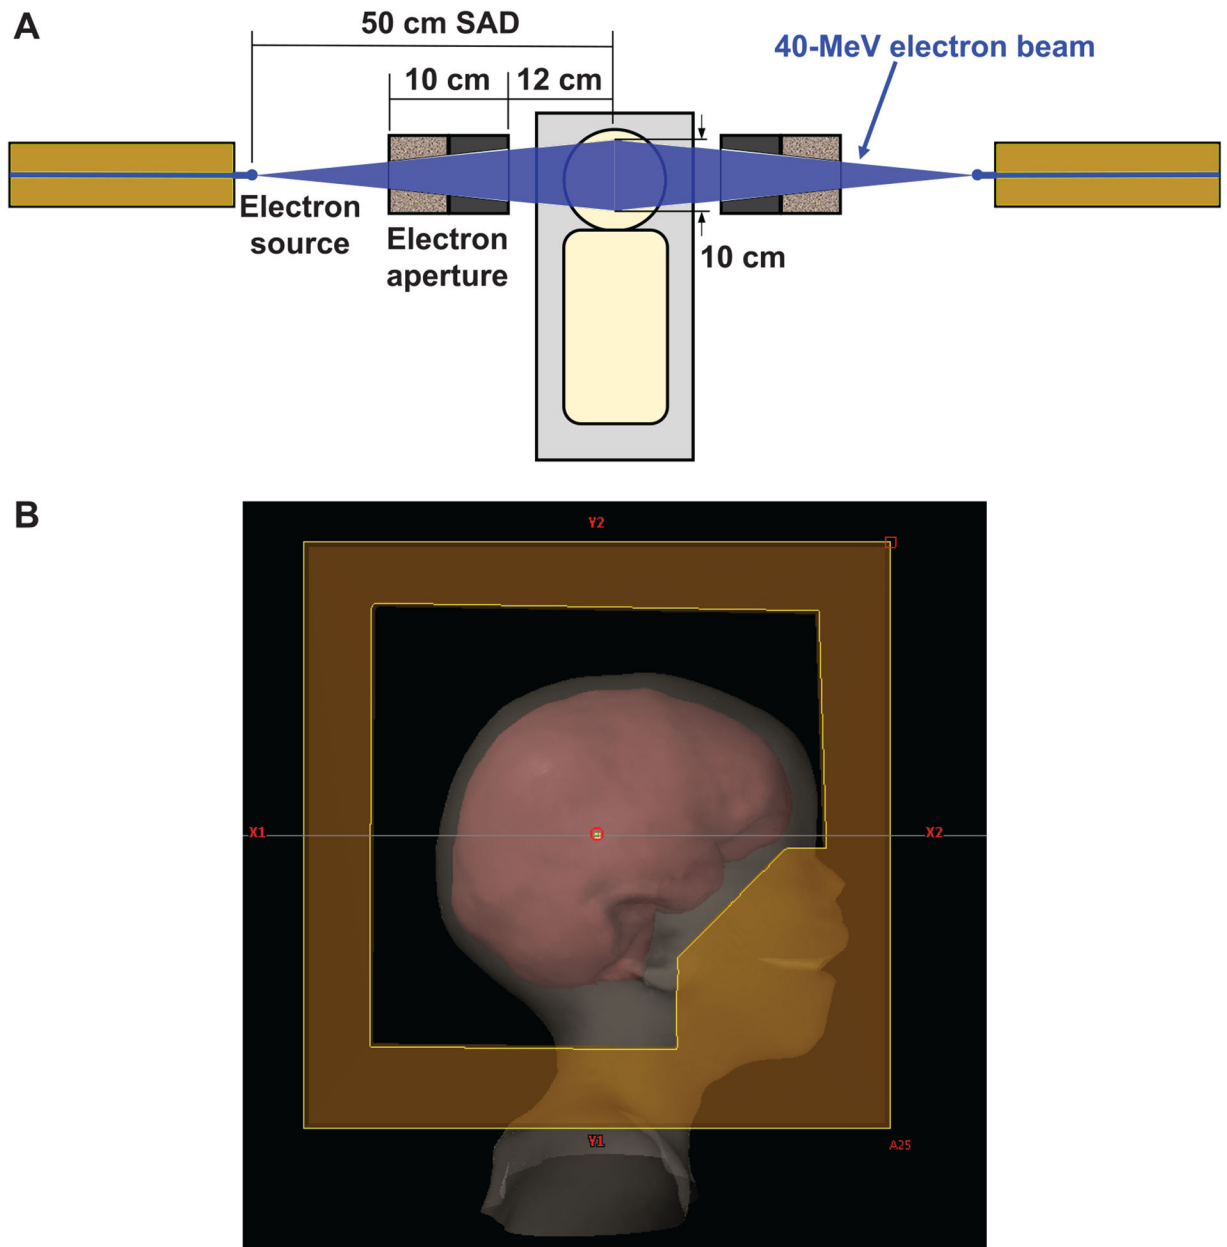 A
50 cm SAD
40-MeV electron beam
10 cm
12 cm
Electron
source
Electron
aperture
10 cm
B
Y2
X1
X2
Y1
A25